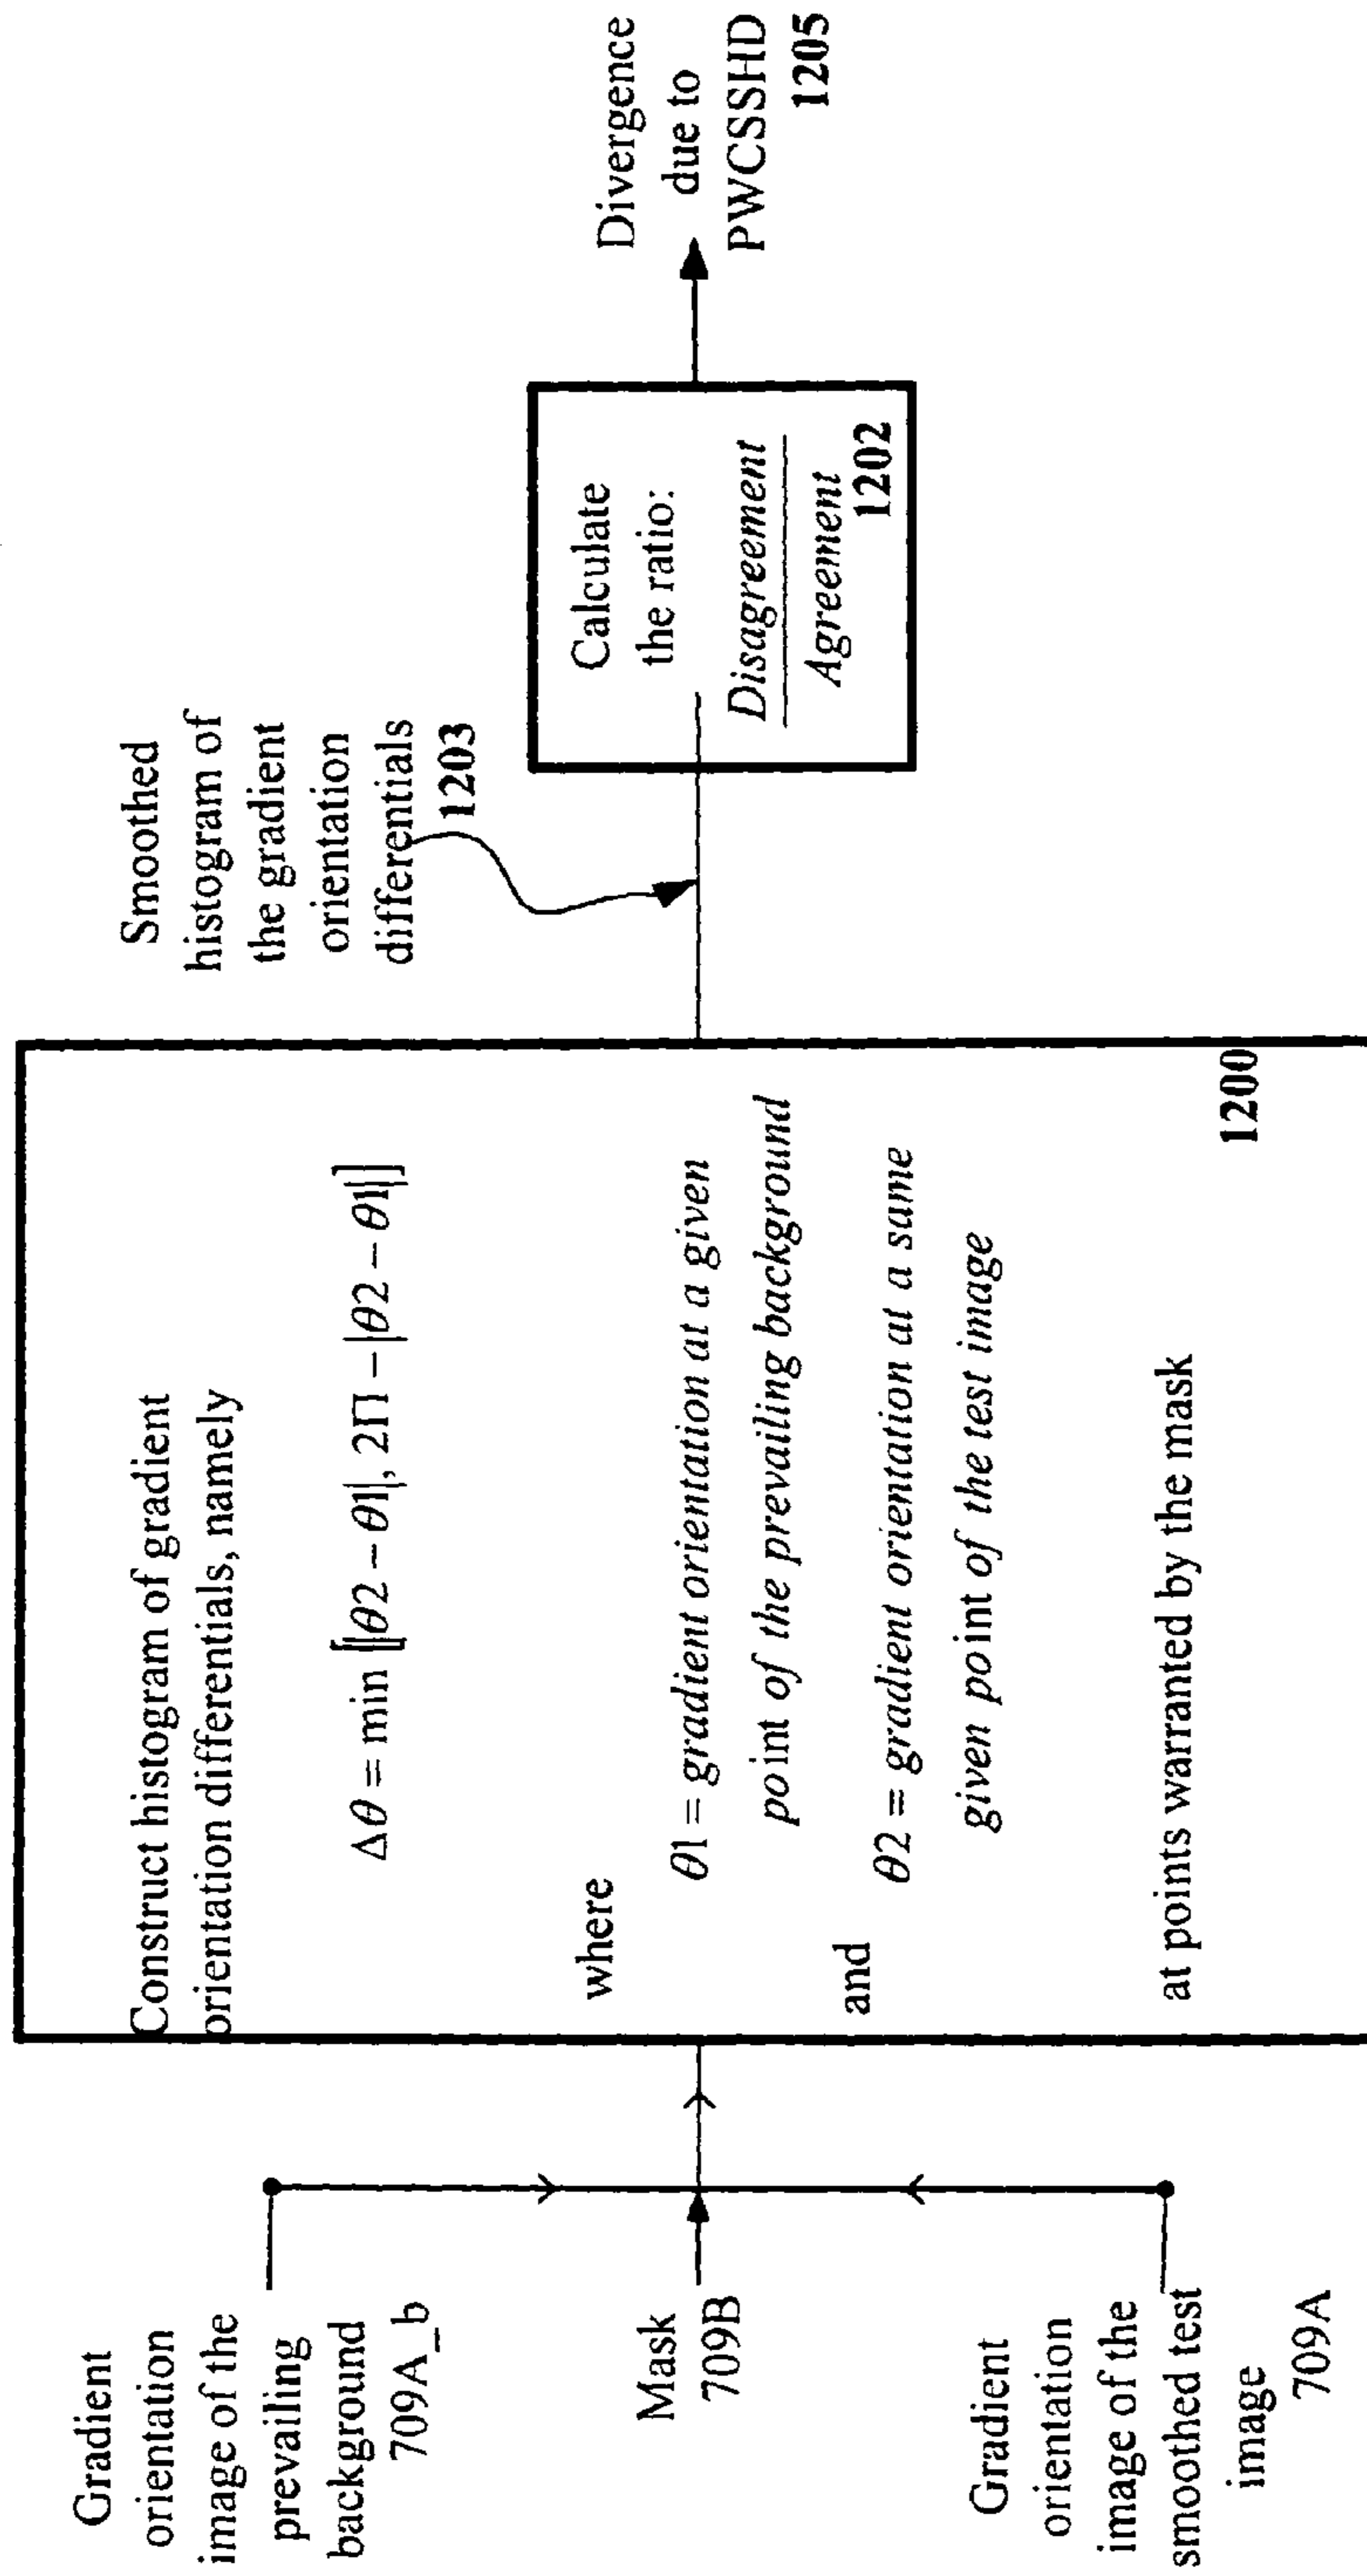 Gradient
orientation
image of the
prevailing
background
709A_b
Mask
709B
Gradient
orientation
image of the
smoothed test
image
709A
Construct histogram of gradient
orientation differentials, namely
Δθ = min [|θ2 − θ1|, 2Π − |θ2 − θ1|]
where
θ1 = gradient orientation at a given
point of the prevailing background
and
θ2 = gradient orientation at a same
given point of the test image
at points warranted by the mask
1200
Smoothed
histogram of
the gradient
orientation
differentials
1203
Calculate
the ratio:
Disagreement
Agreement
1202
Divergence
due to
PWCSSHD
1205